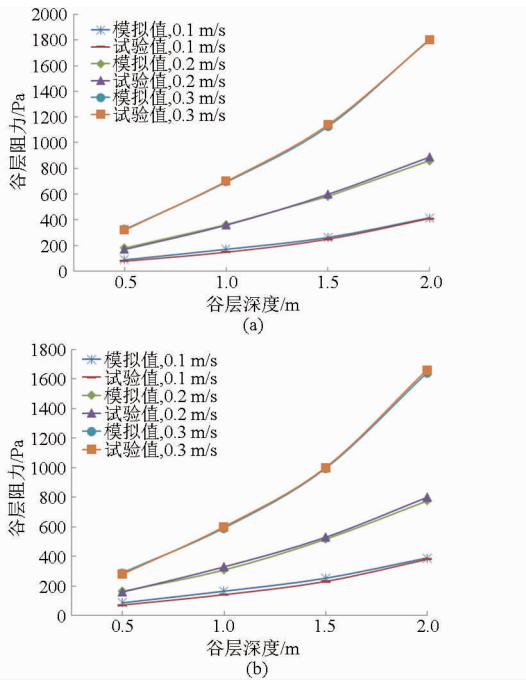 2000
1800
1600
1400
1200
1000
800
600
400
200
0
谷层阻力/Pa
模拟值,0.1 m/s
试验值,0.1 m/s
模拟值,0.2 m/s
试验值,0.2 m/s
模拟值,0.3 m/s
试验值,0.3 m/s
0.5 1.0 1.5 2.0
谷层深度/m
(a)
1800
1600
1400
1200
1000
800
600
400
200
0
谷层阻力/Pa
模拟值,0.1 m/s
试验值,0.1 m/s
模拟值,0.2 m/s
试验值,0.2 m/s
模拟值,0.3 m/s
试验值,0.3 m/s
0.5 1.0 1.5 2.0
谷层深度/m
(b)